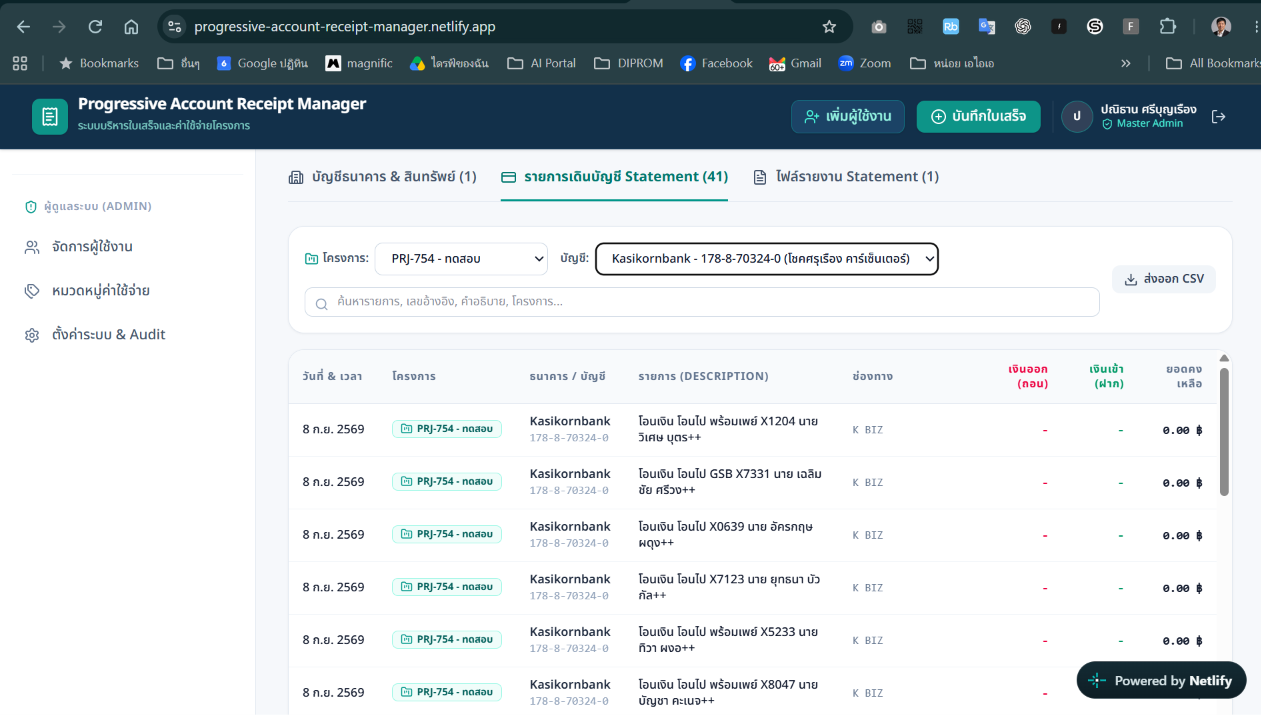 progressive-account-receipt-manager.netlify.app
Bookmarks อื่นๆ Google ปฏิทิน magnific ไดรฟ์ของฉัน AI Portal DIPROM Facebook Gmail Zoom หน่อย เอไอเอ » All Bookmarks
Progressive Account Receipt Manager
ระบบบริหารใบเสร็จและค่าใช้จ่ายโครงการ
เพิ่มผู้ใช้งาน
บันทึกใบเสร็จ
ป
ปณิธาน ศรีบุญเรือง
Master Admin
บัญชีธนาคาร & สินทรัพย์ (1)
รายการเดินบัญชี Statement (41)
ไฟล์รายงาน Statement (1)
ผู้ดูแลระบบ (ADMIN)
จัดการผู้ใช้งาน
หมวดหมู่ค่าใช้จ่าย
ตั้งค่าระบบ & Audit
โครงการ: PRJ-754 - ทดสอบ บัญชี: Kasikornbank - 178-8-70324-0 (โชคศรุเรือง คาร์เซ็นเตอร์)
ส่งออก CSV
ค้นหารายการ, เลขอ้างอิง, คำอธิบาย, โครงการ...
วันที่ & เวลา โครงการ ธนาคาร / บัญชี รายการ (DESCRIPTION) ช่องทาง เงินออก (ถอน) เงินเข้า (ฝาก) ยอดคงเหลือ
8 ก.ย. 2569 PRJ-754 - ทดสอบ Kasikornbank โอนเงิน โอนไป พร้อมเพย์ X1204 นาย K BIZ - - 0.00 ฿
178-8-70324-0 วิเศษ บุตร++
8 ก.ย. 2569 PRJ-754 - ทดสอบ Kasikornbank โอนเงิน โอนไป GSB X7331 นาย เฉลิม K BIZ - - 0.00 ฿
178-8-70324-0 ชัย ศรีวง++
8 ก.ย. 2569 PRJ-754 - ทดสอบ Kasikornbank โอนเงิน โอนไป X0639 นาย อัครกฤษ K BIZ - - 0.00 ฿
178-8-70324-0 ผดุง++
8 ก.ย. 2569 PRJ-754 - ทดสอบ Kasikornbank โอนเงิน โอนไป X7123 นาย ยุทธนา บัว K BIZ - - 0.00 ฿
178-8-70324-0 กัล++
8 ก.ย. 2569 PRJ-754 - ทดสอบ Kasikornbank โอนเงิน โอนไป พร้อมเพย์ X5233 นาย K BIZ - - 0.00 ฿
178-8-70324-0 ทิวา ผงอ++
8 ก.ย. 2569 PRJ-754 - ทดสอบ Kasikornbank โอนเงิน โอนไป พร้อมเพย์ X8047 นาย K BIZ -
178-8-70324-0 บัญชา คะเนจ++
Powered by Netlify